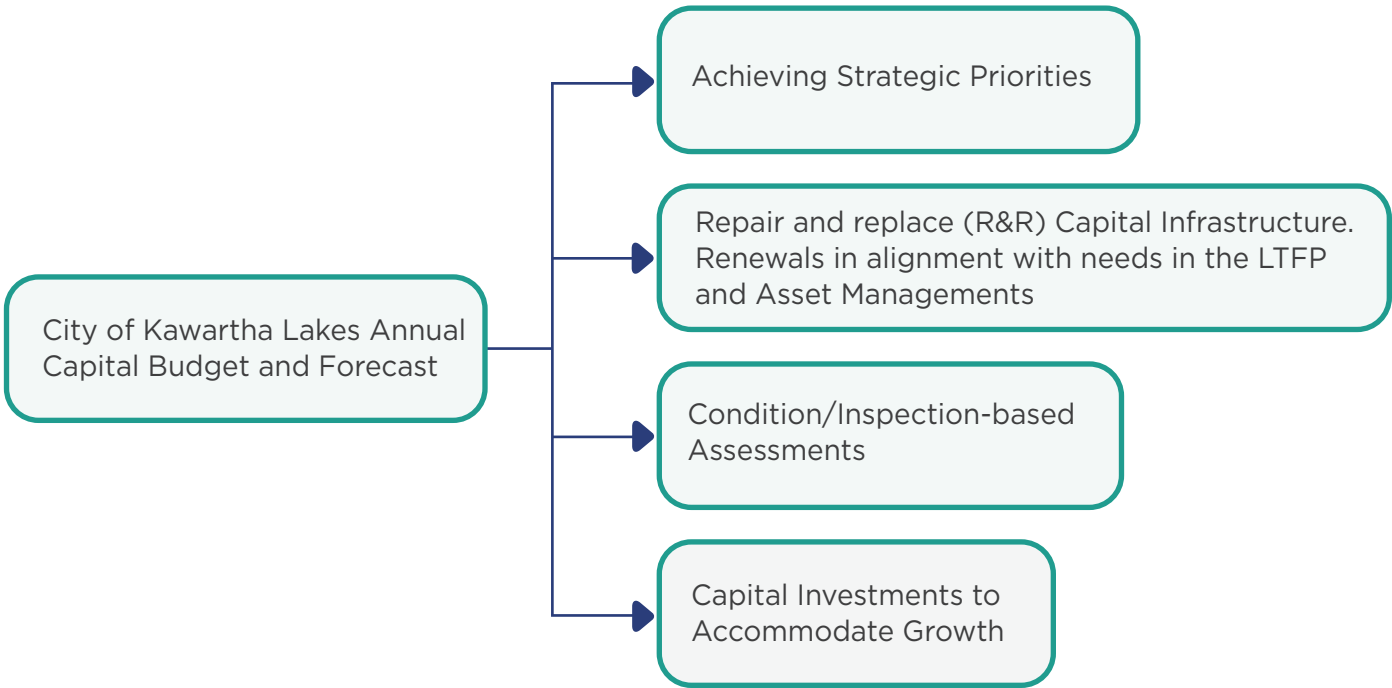 City of Kawartha Lakes Annual
Capital Budget and Forecast
Achieving Strategic Priorities
Repair and replace (R&R) Capital Infrastructure.
Renewals in alignment with needs in the LTFP
and Asset Managements
Condition/Inspection-based
Assessments
Capital Investments to
Accommodate Growth